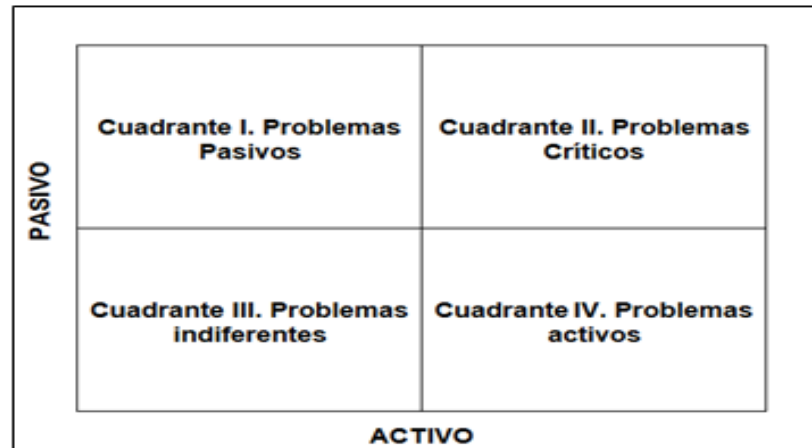 Cuadrante I. Problemas
Pasivos
Cuadrante II. Problemas
Críticos
PASIVO
Cuadrante III. Problemas
indiferentes
Cuadrante IV. Problemas
activos
ACTIVO